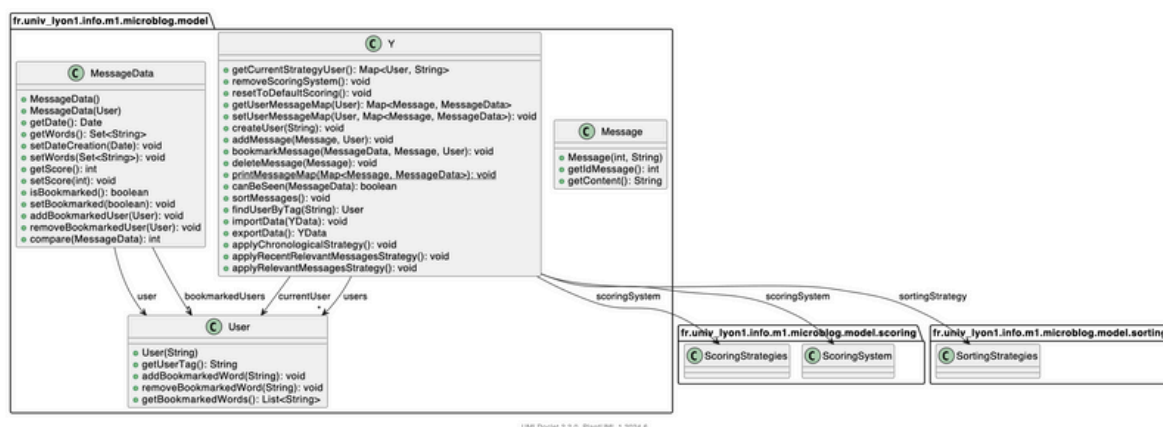 fr.univ_lyon1.info.m1.microblog.model
C MessageData
MessageData()
MessageData(User)
getDate(): Date
getWords(): Set<String>
setDateCreation(Date): void
setWords(Set<String>): void
getScore(): int
setScore(int): void
isBookmarked(): boolean
setBookmarked(boolean): void
addBookmarkedUser(User): void
removeBookmarkedUser(User): void
compare(MessageData): int
C Y
getCurrentStrategyUser(): Map<User, String>
removeScoringSystem(): void
resetToDefaultScoring(): void
getUserMessageMap(User): Map<Message, MessageData>
setUserMessageMap(User, Map<Message, MessageData>): void
createUser(String): void
addMessage(Message, User): void
bookmarkMessage(MessageData, Message, User): void
deleteMessage(Message): void
printMessageMap(Map<Message, MessageData>): void
canBeSeen(MessageData): boolean
sortMessages(): void
findUserByTag(String): User
importData(YData): void
exportData(): YData
applyChronologicalStrategy(): void
applyRecentRelevantMessagesStrategy(): void
applyRelevantMessagesStrategy(): void
C Message
Message(int, String)
getIdMessage(): int
getContent(): String
user
bookmarkedUsers
currentUser
users
*
scoringSystem
scoringSystem
sortingStrategy
C User
User(String)
getUserTag(): String
addBookmarkedWord(String): void
removeBookmarkedWord(String): void
getBookmarkedWords(): List<String>
fr.univ_lyon1.info.m1.microblog.model.scoring
C ScoringStrategies
C ScoringSystem
fr.univ_lyon1.info.m1.microblog.model.sorting
C SortingStrategies